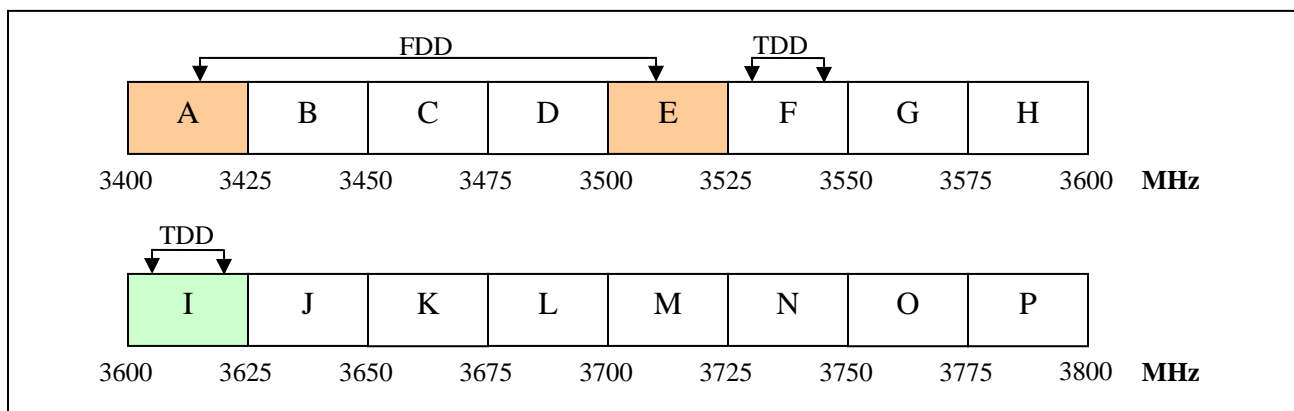 FDD TDD
A B C D E F G H
3400 3425 3450 3475 3500 3525 3550 3575 3600 MHz
TDD
I J K L M N O P
3600 3625 3650 3675 3700 3725 3750 3775 3800 MHz